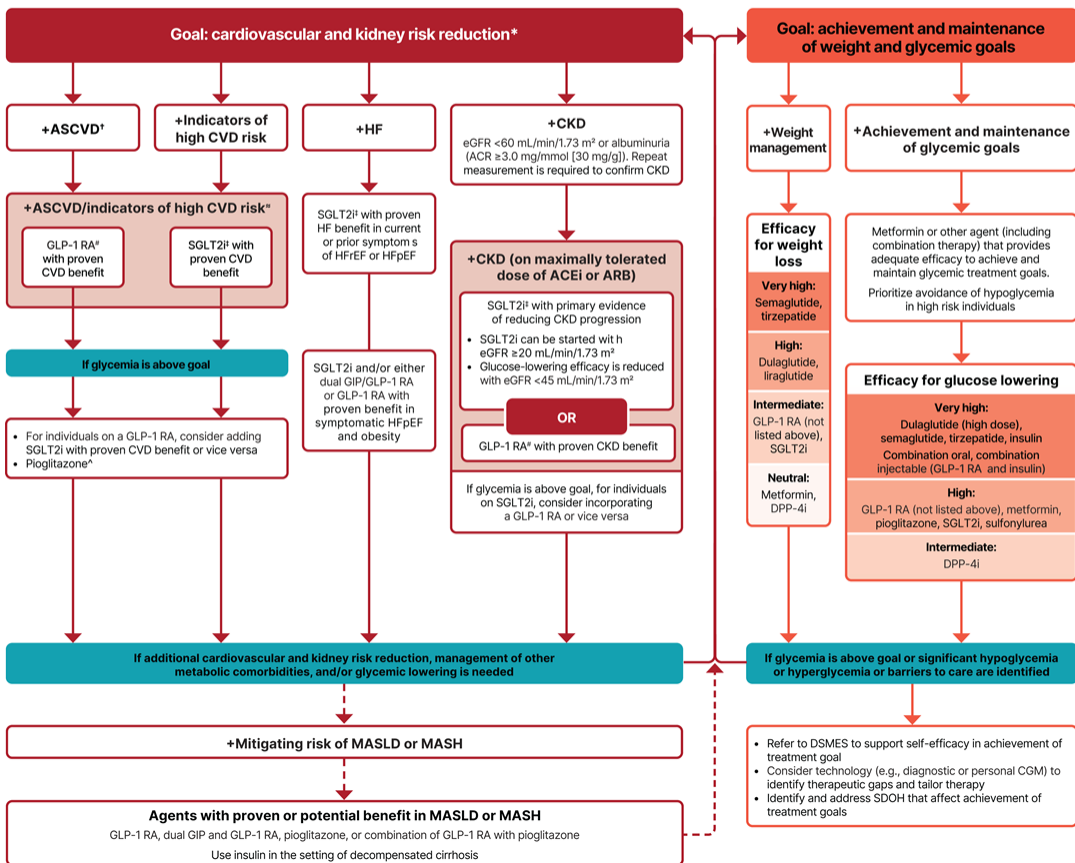 Goal: cardiovascular and kidney risk reduction*
+ASCVD†
+Indicators of
high CVD risk
+HF
+CKD
eGFR <60 mL/min/1.73 m² or albuminuria
(ACR ≥3.0 mg/mmol [30 mg/g]). Repeat
measurement is required to confirm CKD
+ASCVD/indicators of high CVD risk¤
GLP-1 RA# with
proven CVD
benefit
SGLT2i‡ with
proven CVD
benefit
If glycemia is above goal
• For individuals on a GLP-1 RA, consider adding
SGLT2i with proven CVD benefit or vice versa
• Pioglitazone^
SGLT2i‡ with proven
HF benefit in current
or prior symptom s
of HFrEF or HFpEF
SGLT2i and/or either
dual GIP/GLP-1 RA
or GLP-1 RA with
proven benefit in
symptomatic HFpEF
and obesity
+CKD (on maximally tolerated
dose of ACEi or ARB)
SGLT2i‡ with primary evidence
of reducing CKD progression
• SGLT2i can be started wit h
eGFR ≥20 mL/min/1.73 m²
• Glucose-lowering efficacy is reduced
with eGFR <45 mL/min/1.73 m²
OR
GLP-1 RA# with proven CKD benefit
If glycemia is above goal, for individuals
on SGLT2i, consider incorporating
a GLP-1 RA or vice versa
If additional cardiovascular and kidney risk reduction, management of other
metabolic comorbidities, and/or glycemic lowering is needed
+Mitigating risk of MASLD or MASH
Agents with proven or potential benefit in MASLD or MASH
GLP-1 RA, dual GIP and GLP-1 RA, pioglitazone, or combination of GLP-1 RA with pioglitazone
Use insulin in the setting of decompensated cirrhosis
Goal: achievement and maintenance
of weight and glycemic goals
+Weight
management
Efficacy
for weight
loss
Very high:
Semaglutide,
tirzepatide
High:
Dulaglutide,
liraglutide
Intermediate:
GLP-1 RA (not
listed above),
SGLT2i
Neutral:
Metformin,
DPP-4i
+Achievement and maintenance
of glycemic goals
Metformin or other agent (including
combination therapy) that provides
adequate efficacy to achieve and
maintain glycemic treatment goals.
Prioritize avoidance of hypoglycemia
in high risk individuals
Efficacy for glucose lowering
Very high:
Dulaglutide (high dose),
semaglutide, tirzepatide, insulin
Combination oral, combination
injectable (GLP-1 RA and insulin)
High:
GLP-1 RA (not listed above), metformin,
pioglitazone, SGLT2i, sulfonylurea
Intermediate:
DPP-4i
If glycemia is above goal or significant hypoglycemia
or hyperglycemia or barriers to care are identified
• Refer to DSMES to support self-efficacy in achievement of
treatment goal
• Consider technology (e.g., diagnostic or personal CGM) to
identify therapeutic gaps and tailor therapy
• Identify and address SDOH that affect achievement of
treatment goals